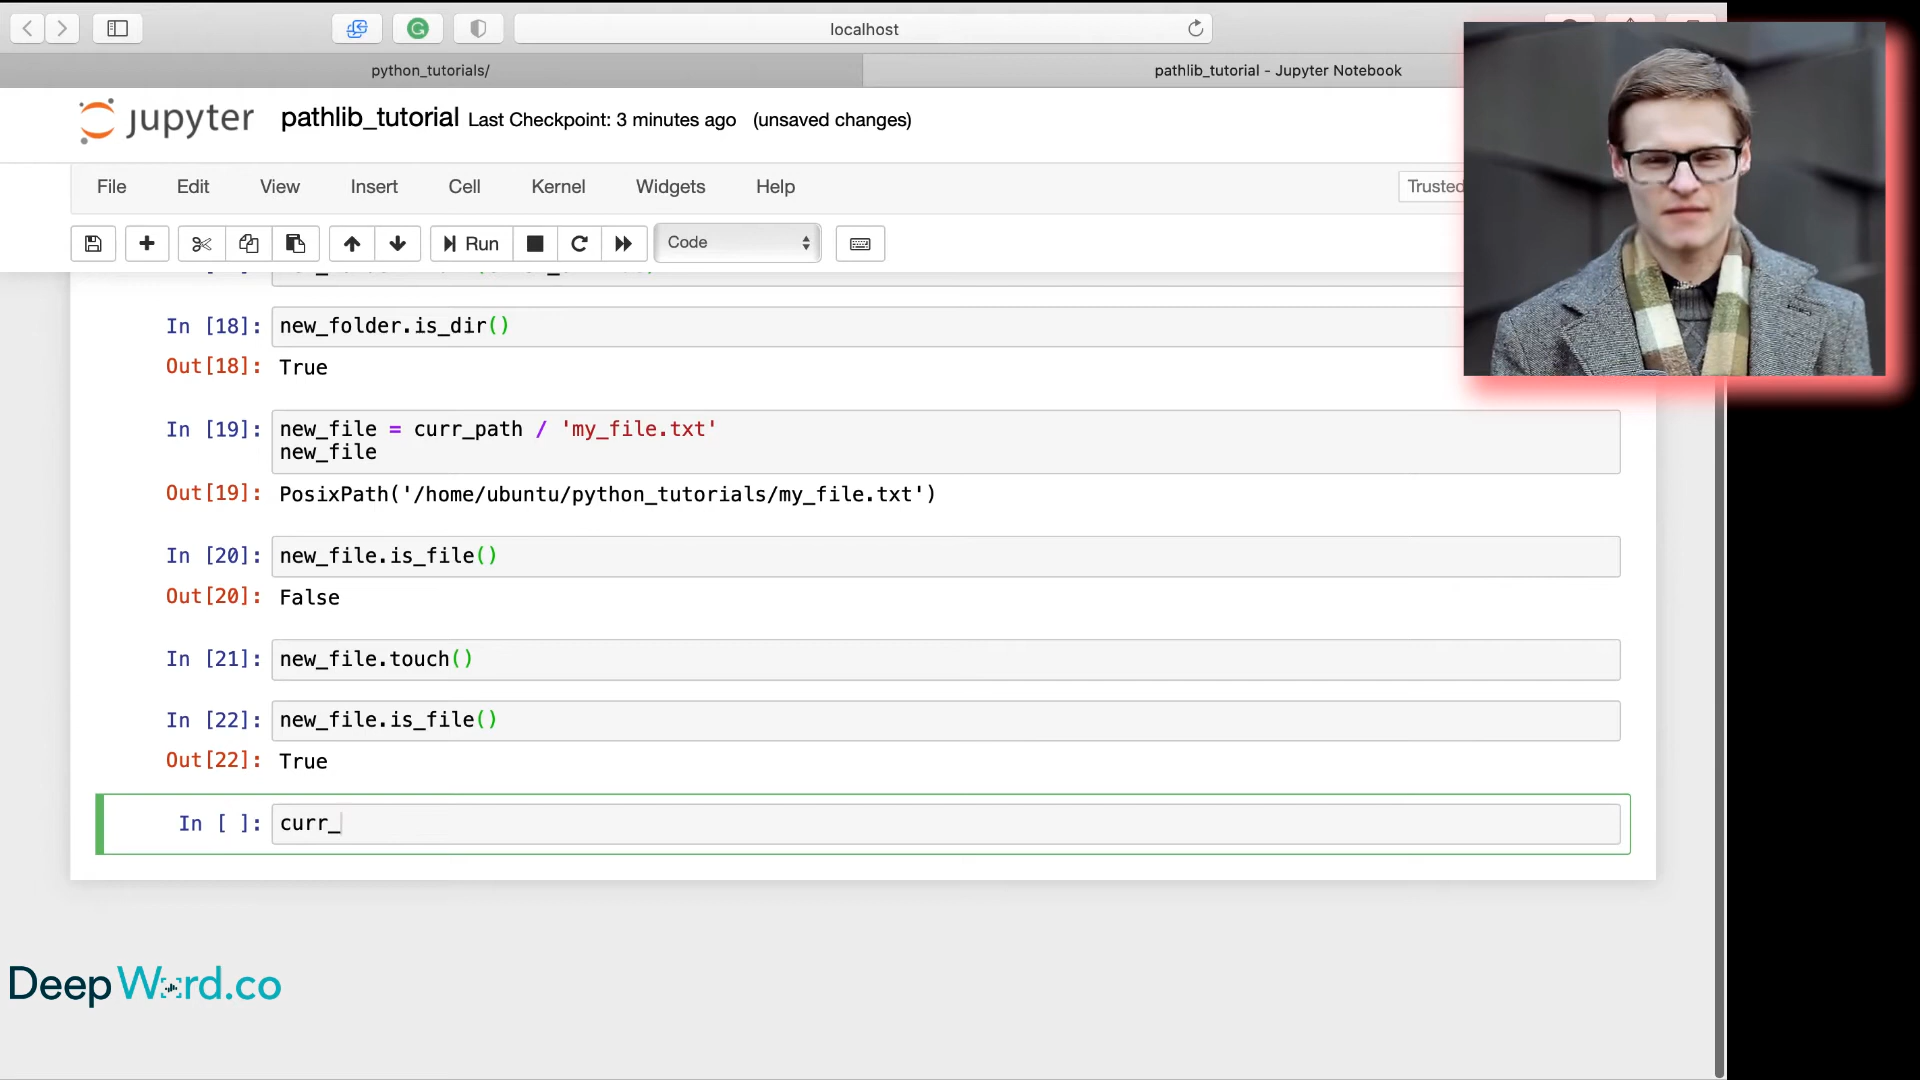 localhost
python_tutorials/
pathlib_tutorial - Jupyter Notebook
jupyter pathlib_tutorial Last Checkpoint: 3 minutes ago (unsaved changes)
File Edit View Insert Cell Kernel Widgets Help Trusted
Run Code
In [18]: new_folder.is_dir()
Out[18]: True
In [19]: new_file = curr_path / 'my_file.txt'
new_file
Out[19]: PosixPath('/home/ubuntu/python_tutorials/my_file.txt')
In [20]: new_file.is_file()
Out[20]: False
In [21]: new_file.touch()
In [22]: new_file.is_file()
Out[22]: True
In [ ]: curr_
DeepWord.co